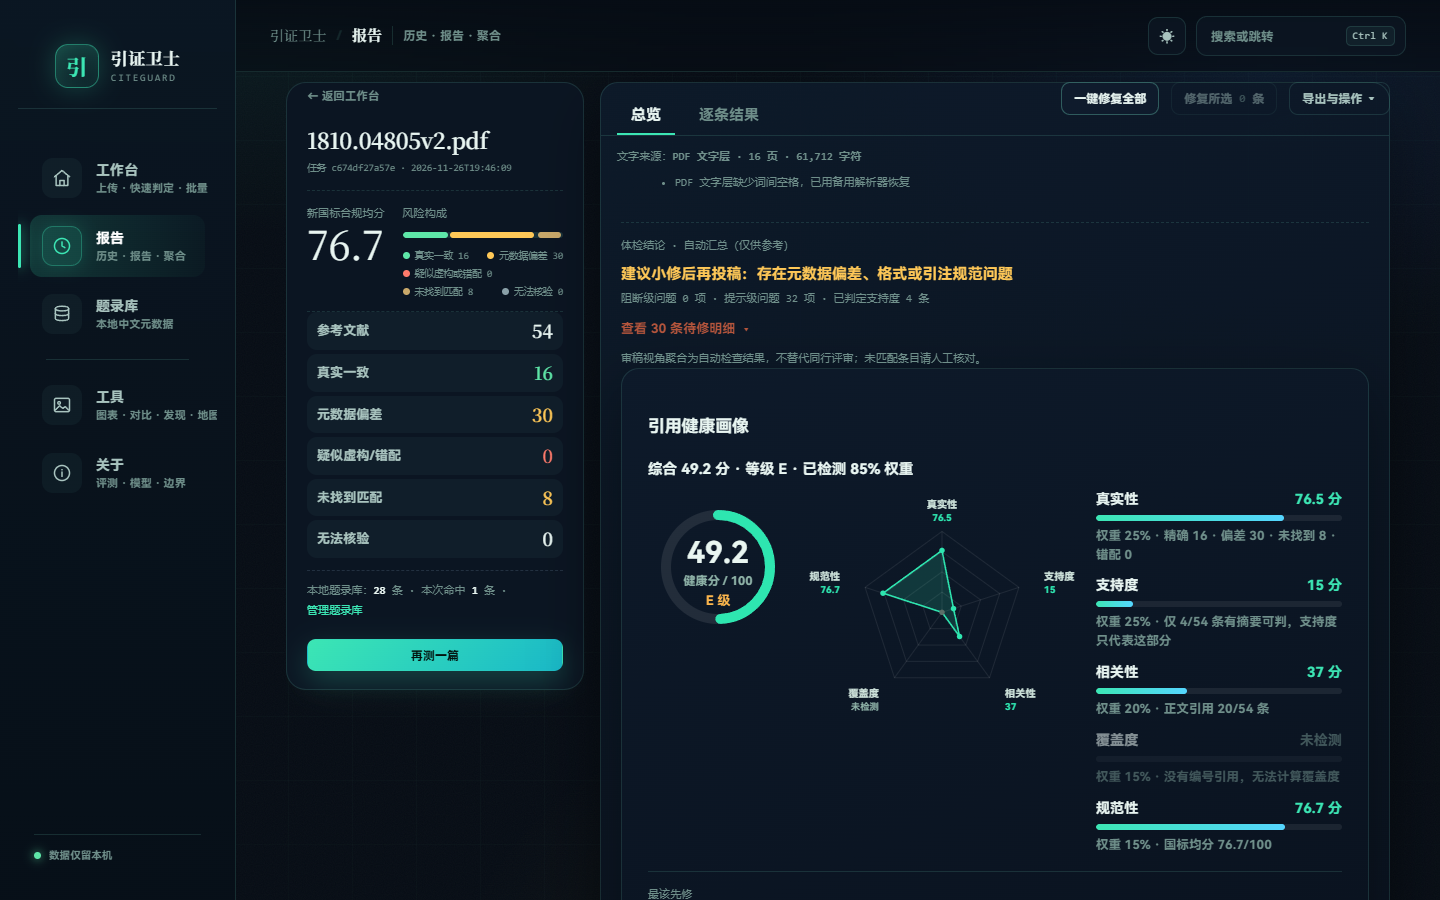 引
引证卫士
CITEGUARD
工作台
上传 · 快速判定 · 批量
报告
历史 · 报告 · 聚合
题录库
本地中文元数据
工具
图表 · 对比 · 发现 · 地图
关于
评测 · 模型 · 边界
数据仅留本机
引证卫士 / 报告 历史 · 报告 · 聚合
搜索或跳转 Ctrl K
← 返回工作台
1810.04805v2.pdf
任务 c674df27a57e · 2026-11-26T19:46:09
新国标合规均分
76.7
风险构成
真实一致 16 元数据偏差 30
疑似虚构或错配 0
未找到匹配 8 无法核验 0
参考文献 54
真实一致 16
元数据偏差 30
疑似虚构/错配 0
未找到匹配 8
无法核验 0
本地题录库: 28 条 · 本次命中 1 条 ·
管理题录库
再测一篇
总览 逐条结果
一键修复全部 修复所选 0 条 导出与操作
文字来源: PDF 文字层 · 16 页 · 61,712 字符
• PDF 文字层缺少词间空格，已用备用解析器恢复
体检结论 · 自动汇总（仅供参考）
建议小修后再投稿：存在元数据偏差、格式或引注规范问题
阻断级问题 0 项 · 提示级问题 32 项 · 已判定支持度 4 条
查看 30 条待修明细
审稿视角聚合为自动检查结果，不替代同行评审；未匹配条目请人工核对。
引用健康画像
综合 49.2 分 · 等级 E · 已检测 85% 权重
49.2
健康分 / 100
E 级
真实性
76.5
支持度
15
相关性
37
覆盖度
未检测
规范性
76.7
真实性 76.5 分
权重 25% · 精确 16 · 偏差 30 · 未找到 8 ·
错配 0
支持度 15 分
权重 25% · 仅 4/54 条有摘要可判，支持度
只代表这部分
相关性 37 分
权重 20% · 正文引用 20/54 条
覆盖度 未检测
权重 15% · 没有编号引用，无法计算覆盖度
规范性 76.7 分
权重 15% · 国标均分 76.7/100
最该先修